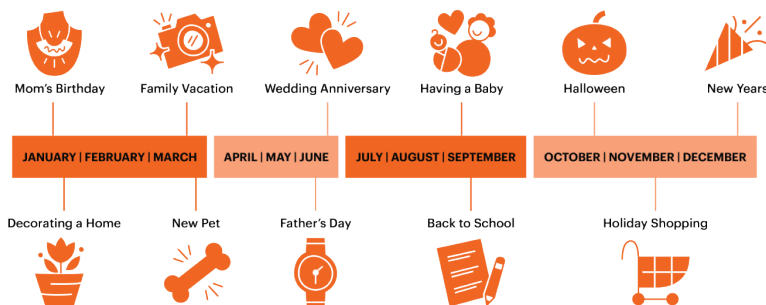 Mom's Birthday
Family Vacation
Wedding Anniversary
Having a Baby
Halloween
New Years
JANUARY | FEBRUARY | MARCH
APRIL | MAY | JUNE
JULY | AUGUST | SEPTEMBER
OCTOBER | NOVEMBER | DECEMBER
Decorating a Home
New Pet
Father's Day
Back to School
Holiday Shopping